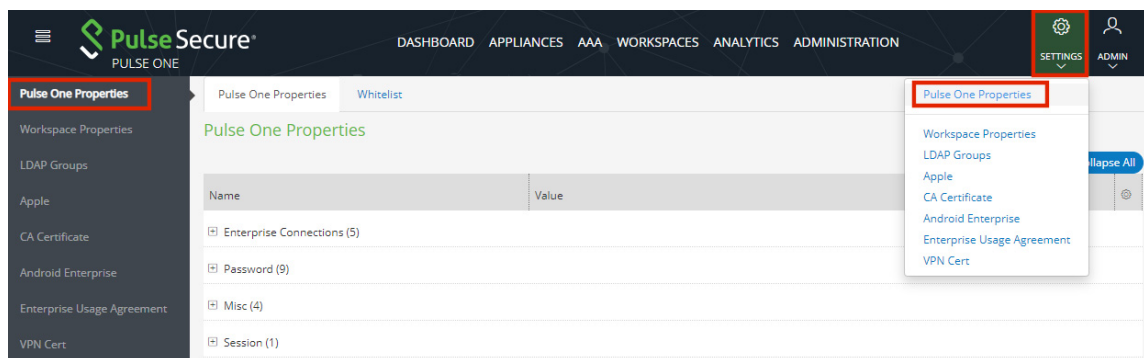 Pulse Secure®
PULSE ONE
DASHBOARD APPLIANCES AAA WORKSPACES ANALYTICS ADMINISTRATION
SETTINGS
ADMIN
Pulse One Properties
Workspace Properties
LDAP Groups
Apple
CA Certificate
Android Enterprise
Enterprise Usage Agreement
VPN Cert
Pulse One Properties Whitelist
Pulse One Properties
Name Value
Enterprise Connections (5)
Password (9)
Misc (4)
Session (1)
Pulse One Properties
Workspace Properties
LDAP Groups
Apple
CA Certificate
Android Enterprise
Enterprise Usage Agreement
VPN Cert
llapse All